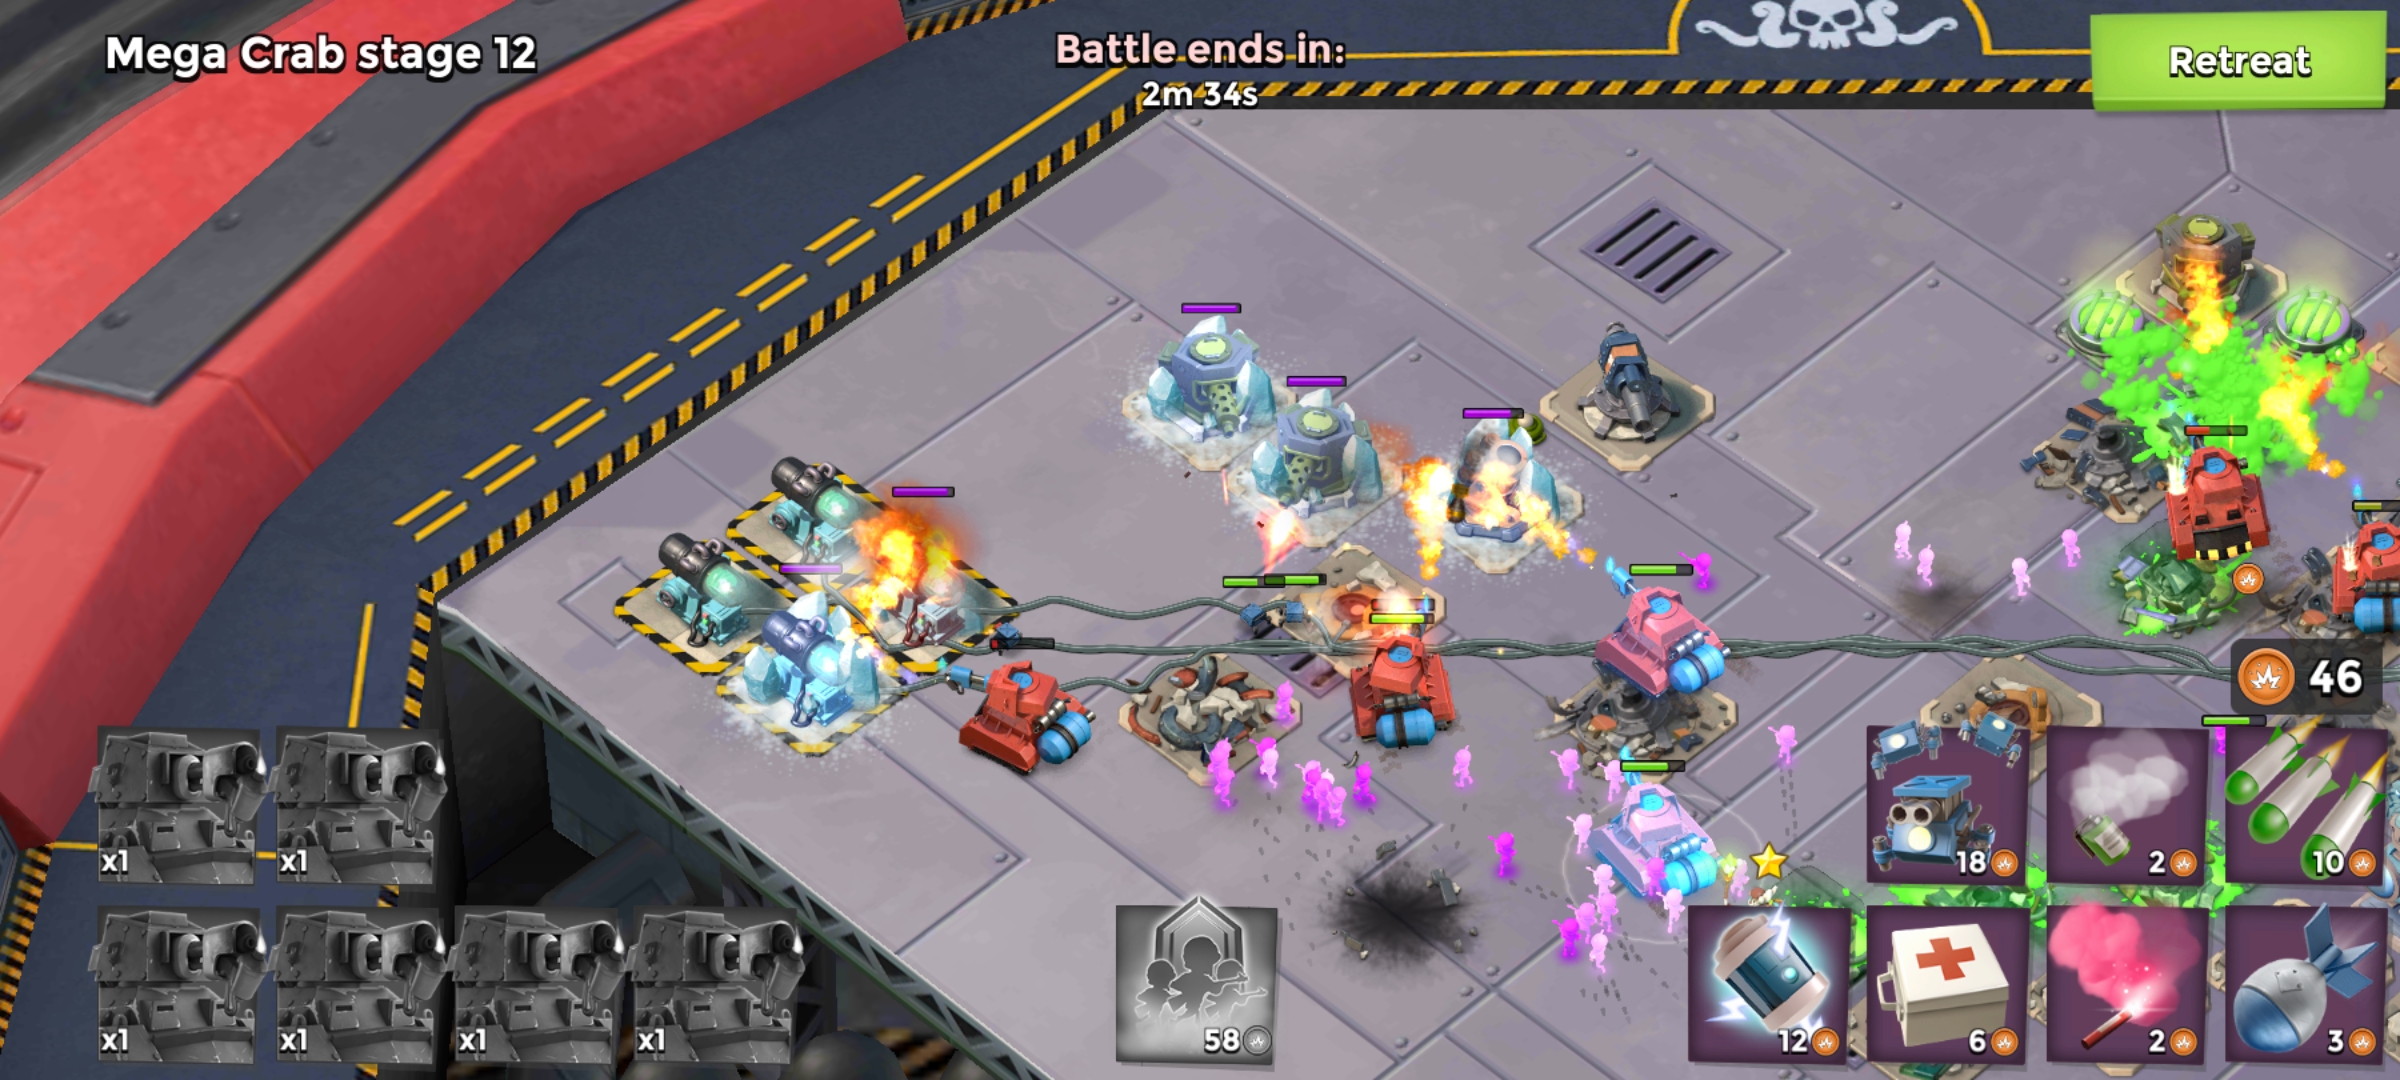 Mega Crab stage 12
Battle ends in:
2m 34s
Retreat
46
x1
x1
18
2
10
x1
x1
x1
x1
58
12
6
2
3